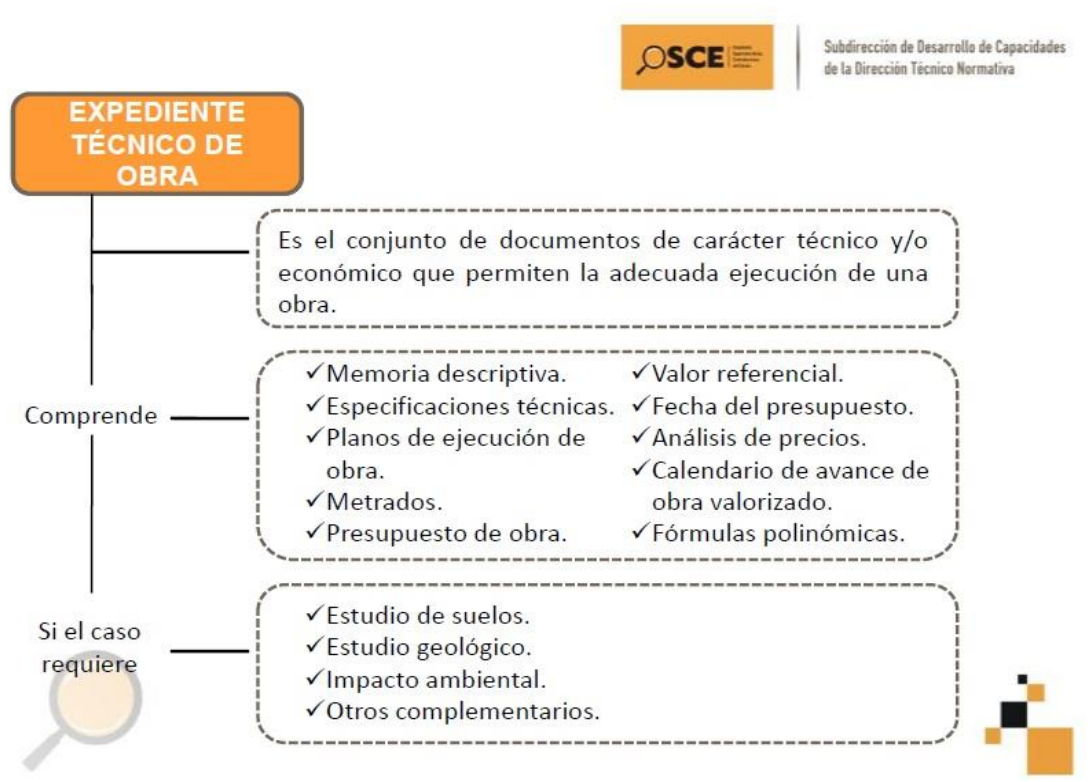 OSCE
Subdirección de Desarrollo de Capacidades
de la Dirección Técnico Normativa
EXPEDIENTE
TÉCNICO DE
OBRA
Es el conjunto de documentos de carácter técnico y/o
económico que permiten la adecuada ejecución de una
obra.
Comprende
✓Memoria descriptiva.
✓Especificaciones técnicas.
✓Planos de ejecución de
obra.
✓Metrados.
✓Presupuesto de obra.
✓Valor referencial.
✓Fecha del presupuesto.
✓Análisis de precios.
✓Calendario de avance de
obra valorizado.
✓Fórmulas polinómicas.
Si el caso
requiere
✓Estudio de suelos.
✓Estudio geológico.
✓Impacto ambiental.
✓Otros complementarios.